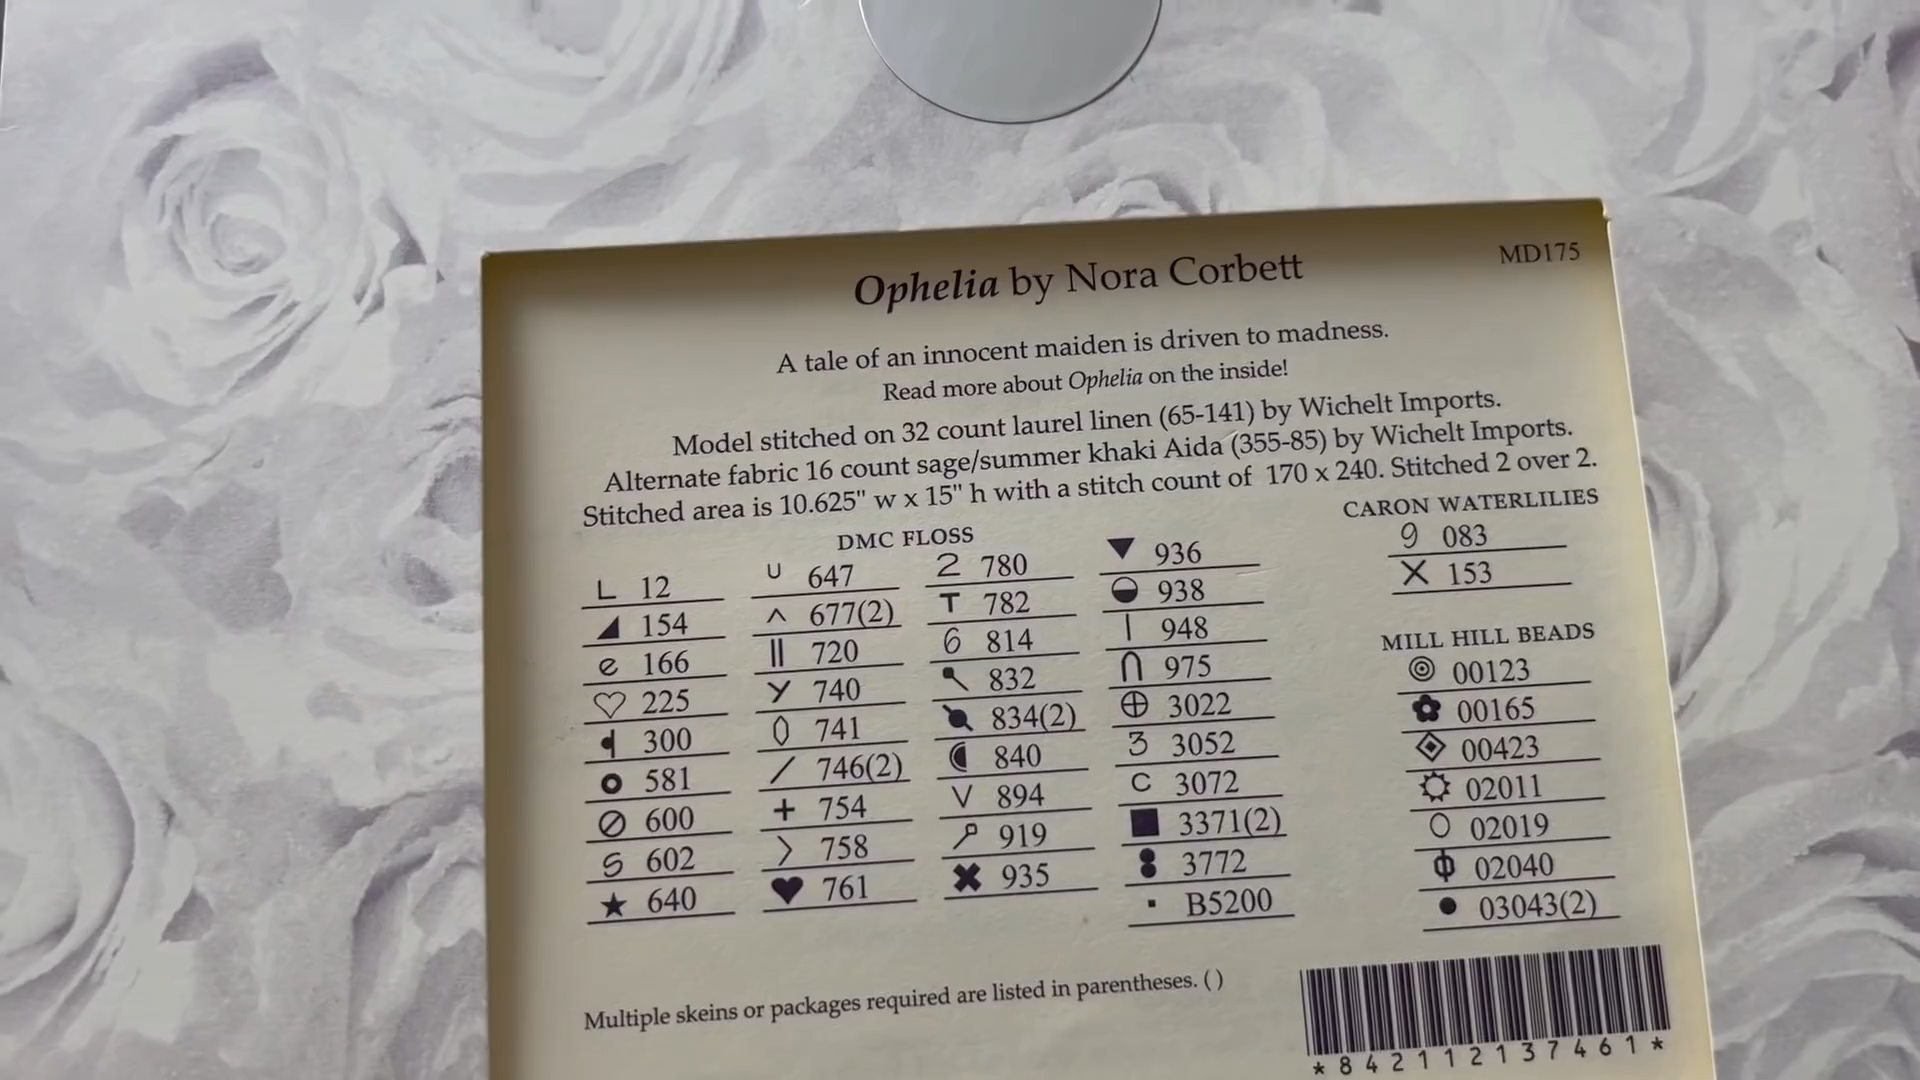 Ophelia by Nora Corbett
MD175
A tale of an innocent maiden is driven to madness.
Read more about Ophelia on the inside!
Model stitched on 32 count laurel linen (65-141) by Wichelt Imports.
Alternate fabric 16 count sage/summer khaki Aida (355-85) by Wichelt Imports.
Stitched area is 10.625" w x 15" h with a stitch count of 170 x 240. Stitched 2 over 2.
DMC FLOSS
L 12
154
e 166
♡ 225
300
581
⊘ 600
S 602
★ 640
U 647
^ 677(2)
|| 720
Y 740
0 741
/ 746(2)
+ 754
> 758
♥ 761
2 780
T 782
6 814
832
834(2)
840
V 894
919
✖ 935
▼ 936
938
| 948
∩ 975
⊕ 3022
3 3052
C 3072
■ 3371(2)
3772
▪ B5200
CARON WATERLILIES
9 083
X 153
MILL HILL BEADS
◎ 00123
00165
◈ 00423
02011
○ 02019
ϕ 02040
● 03043(2)
Multiple skeins or packages required are listed in parentheses. ( )
*842112137461*